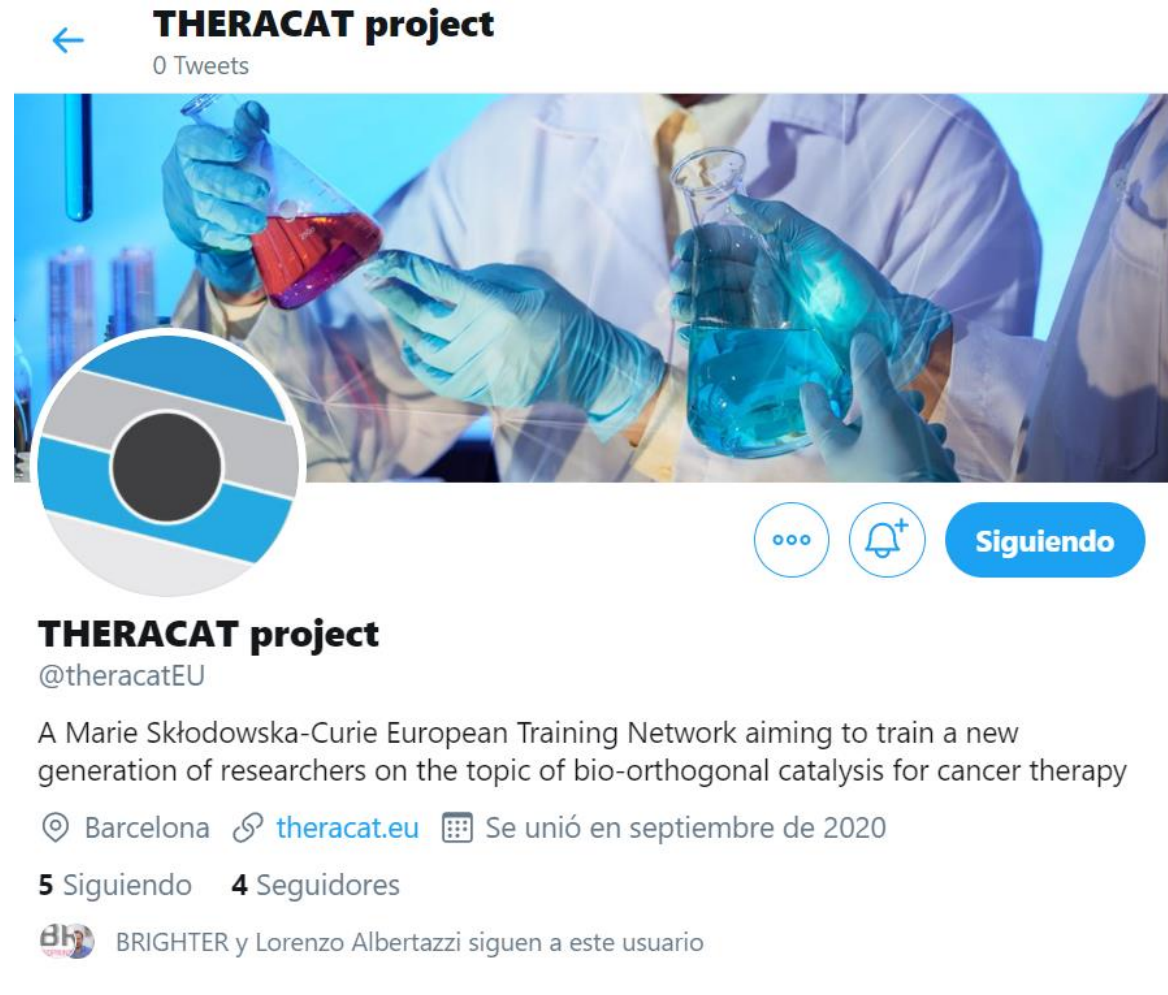 THERACAT project
0 Tweets
Siguiendo
THERACAT project
@theracatEU
A Marie Skłodowska-Curie European Training Network aiming to train a new
generation of researchers on the topic of bio-orthogonal catalysis for cancer therapy
Barcelona theracat.eu Se unió en septiembre de 2020
5 Siguiendo 4 Seguidores
BRIGHTER y Lorenzo Albertazzi siguen a este usuario